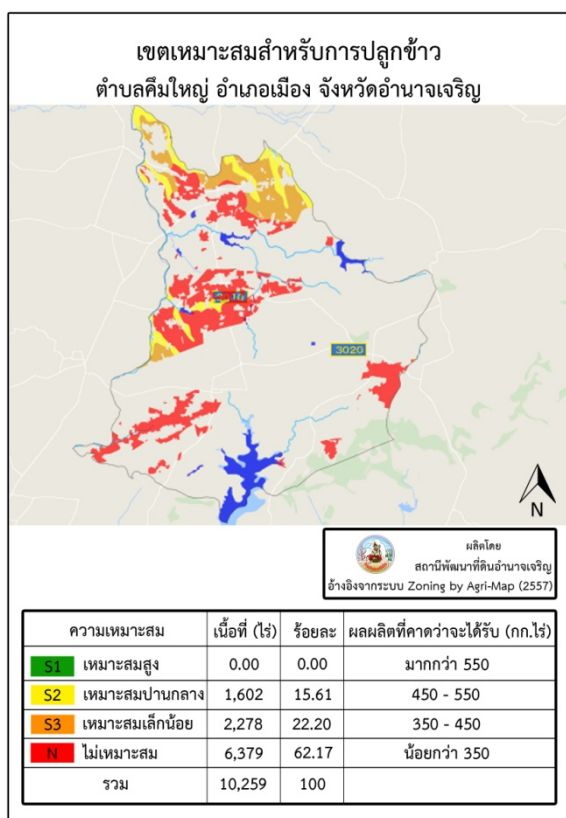 เขตเหมาะสมสำหรับการปลูกข้าว
ตำบลคึมใหญ่ อำเภอเมือง จังหวัดอำนาจเจริญ
3020
N
ผลิตโดย
สถานีพัฒนาที่ดินอำนาจเจริญ
อ้างอิงจากระบบ Zoning by Agri-Map (2557)
ความเหมาะสม เนื้อที่ (ไร่) ร้อยละ ผลผลิตที่คาดว่าจะได้รับ (กก.ไร่)
S1 เหมาะสมสูง 0.00 0.00 มากกว่า 550
S2 เหมาะสมปานกลาง 1,602 15.61 450 - 550
S3 เหมาะสมเล็กน้อย 2,278 22.20 350 - 450
N ไม่เหมาะสม 6,379 62.17 น้อยกว่า 350
รวม 10,259 100